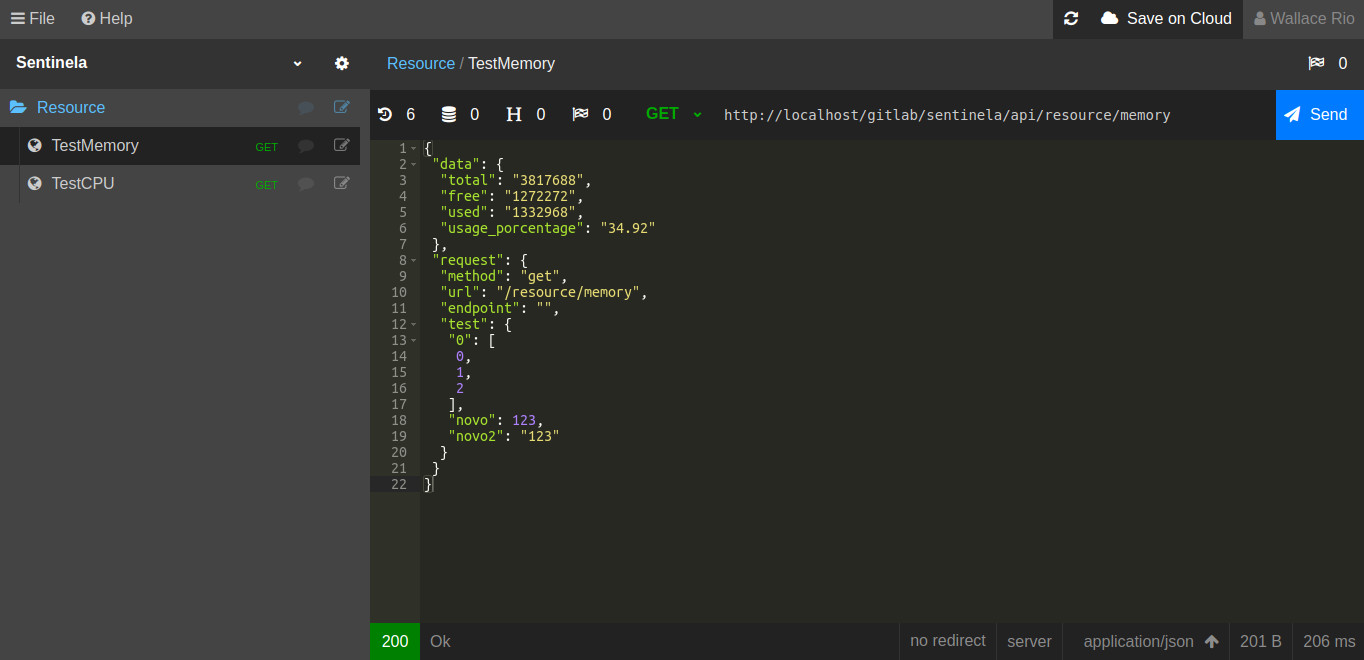 File Help Save on Cloud Wallace Rio
Sentinela Resource / TestMemory 0
Resource 6 0 H 0 0 GET http://localhost/gitlab/sentinela/api/resource/memory Send
TestMemory GET
TestCPU GET
1 {
2 "data": {
3 "total": "3817688",
4 "free": "1272272",
5 "used": "1332968",
6 "usage_porcentage": "34.92"
7 },
8 "request": {
9 "method": "get",
10 "url": "/resource/memory",
11 "endpoint": "",
12 "test": {
13 "0": [
14 0,
15 1,
16 2
17 ],
18 "novo": 123,
19 "novo2": "123"
20 }
21 }
22 }
200 Ok no redirect server application/json 201 B 206 ms